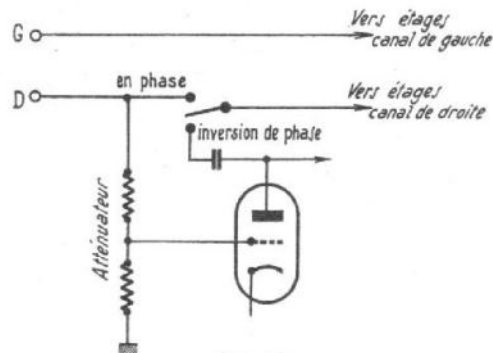 G
Vers étages
canal de gauche
D
en phase
Vers étages
canal de droite
inversion de phase
Atténuateur